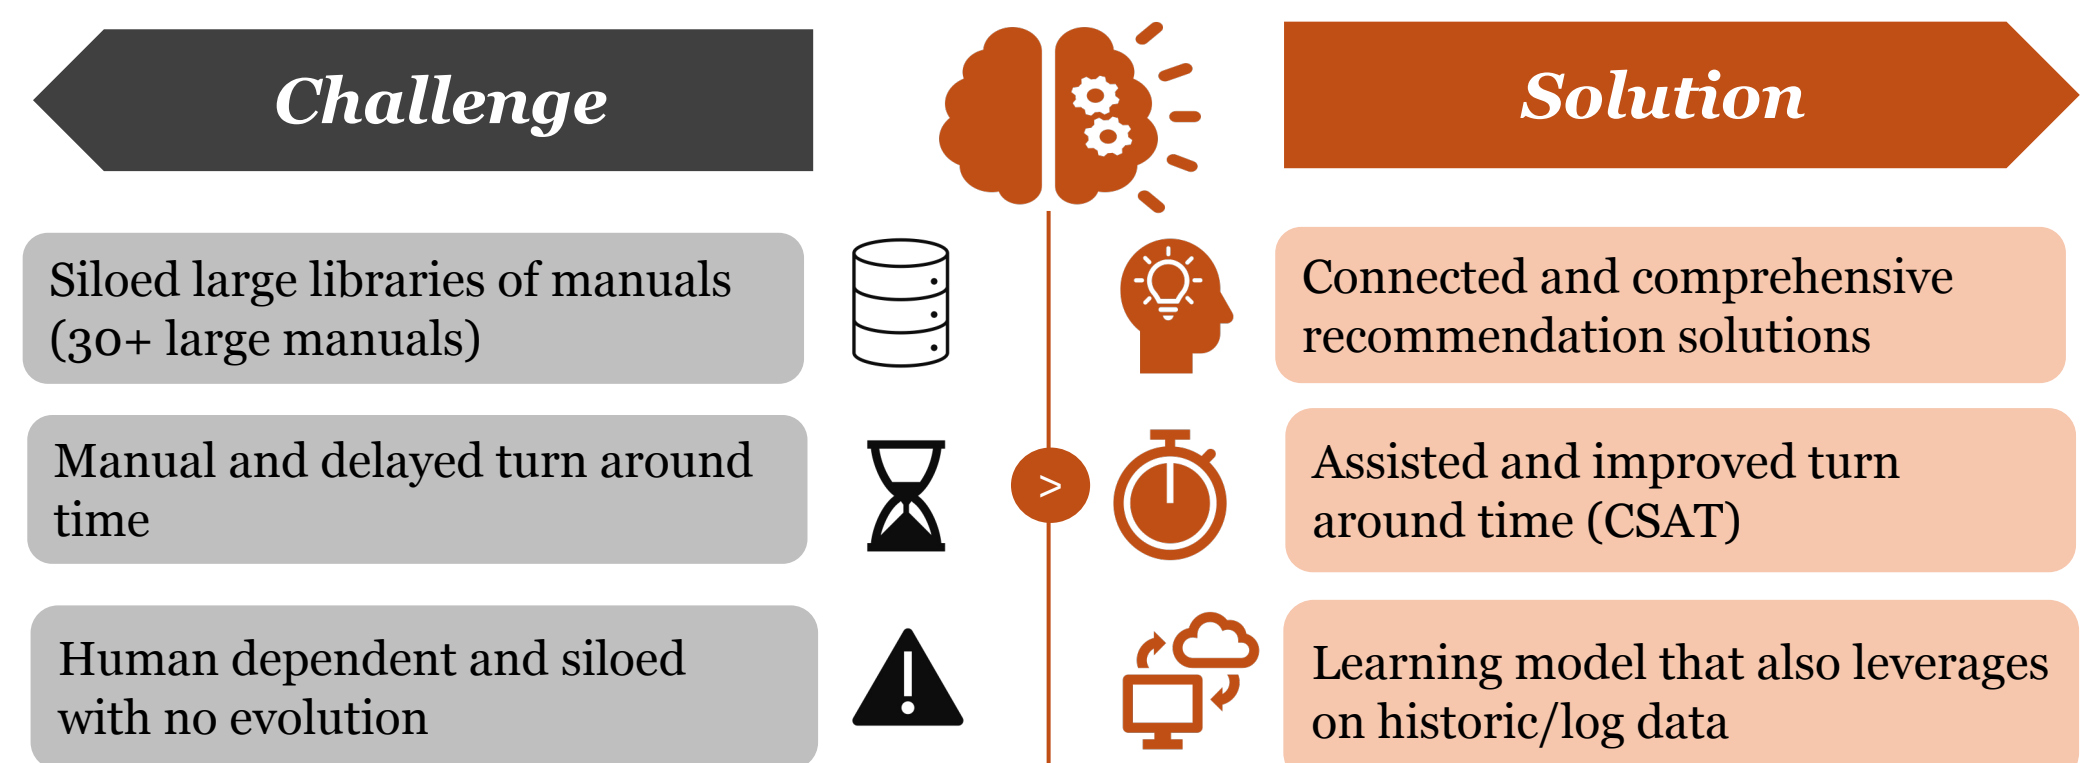 Challenge
Solution
Siloed large libraries of manuals
(30+ large manuals)
Connected and comprehensive
recommendation solutions
Manual and delayed turn around
time
>
Assisted and improved turn
around time (CSAT)
Human dependent and siloed
with no evolution
Learning model that also leverages
on historic/log data